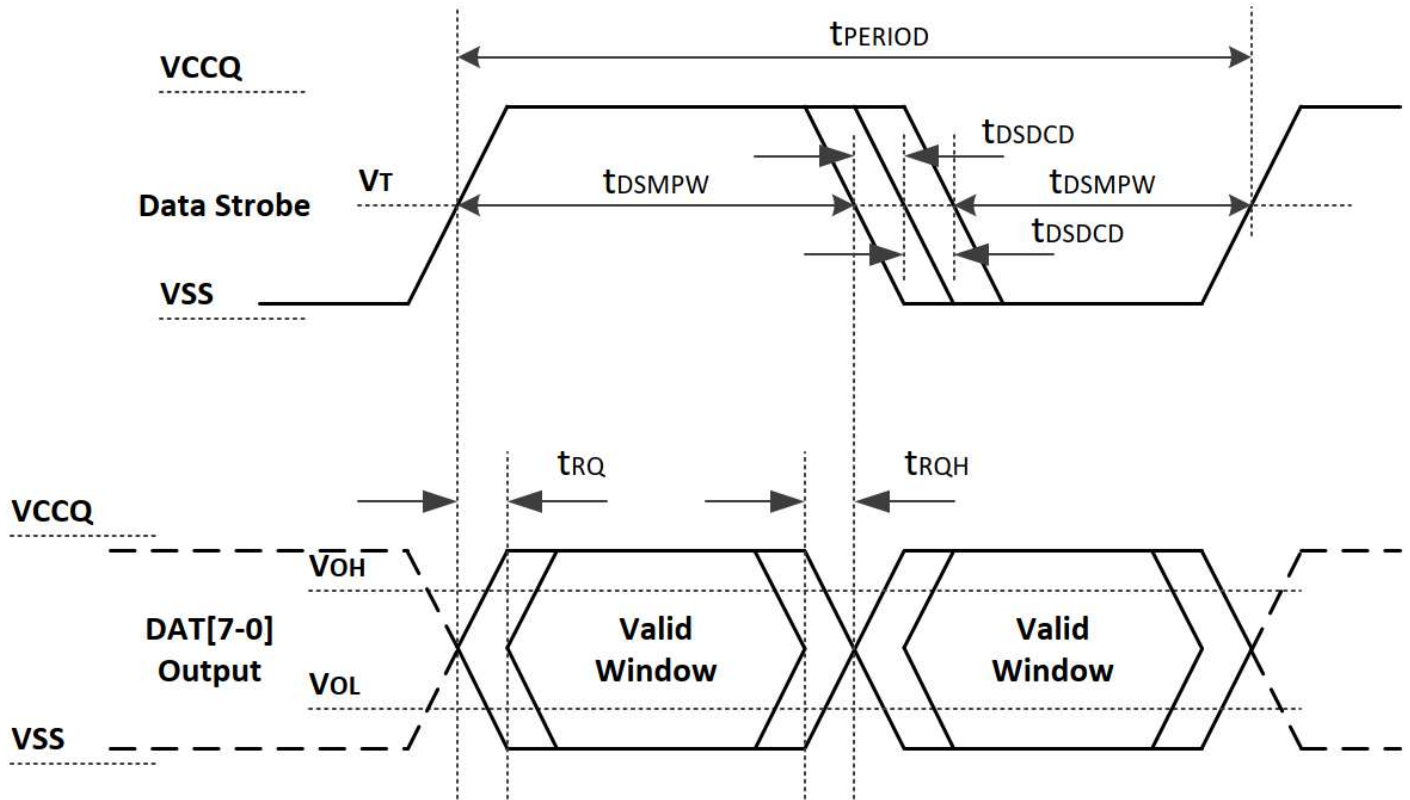 tPERIOD
VCCQ
tDSDCD
VT
tDSMPW
tDSMPW
Data Strobe
tDSDCD
VSS
tRQ
tRQH
VCCQ
VOH
DAT[7-0]
Output
Valid
Window
Valid
Window
VOL
VSS